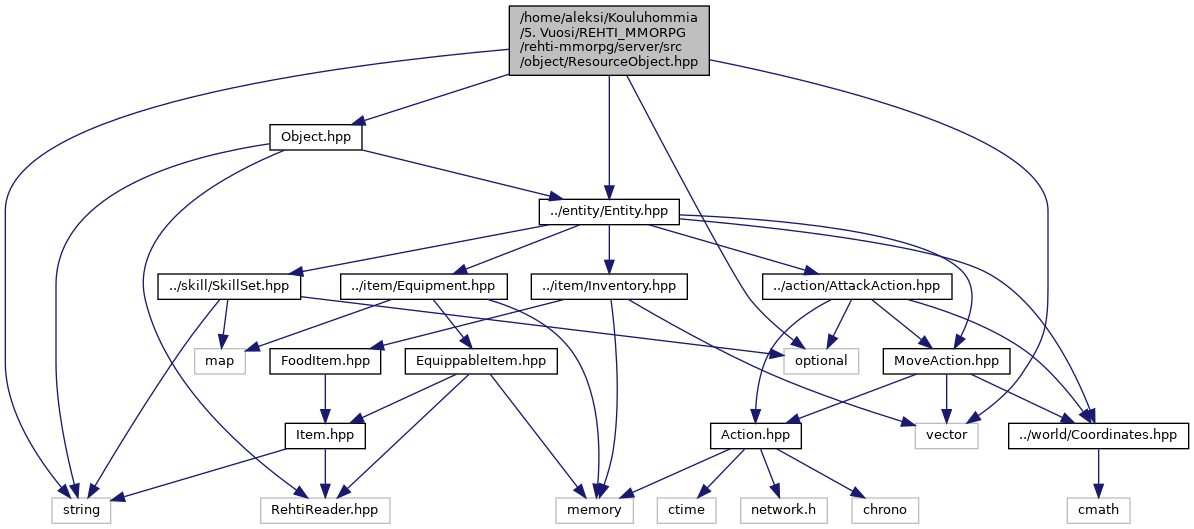 /home/aleksi/Kouluhommia
/5. Vuosi/REHTI_MMORPG
/rehti-mmorpg/server/src
/object/ResourceObject.hpp
Object.hpp
../entity/Entity.hpp
../skill/SkillSet.hpp
../item/Equipment.hpp
../item/Inventory.hpp
../action/AttackAction.hpp
map
FoodItem.hpp
EquippableItem.hpp
optional
MoveAction.hpp
Item.hpp
Action.hpp
vector
../world/Coordinates.hpp
string
RehtiReader.hpp
memory
ctime
network.h
chrono
cmath